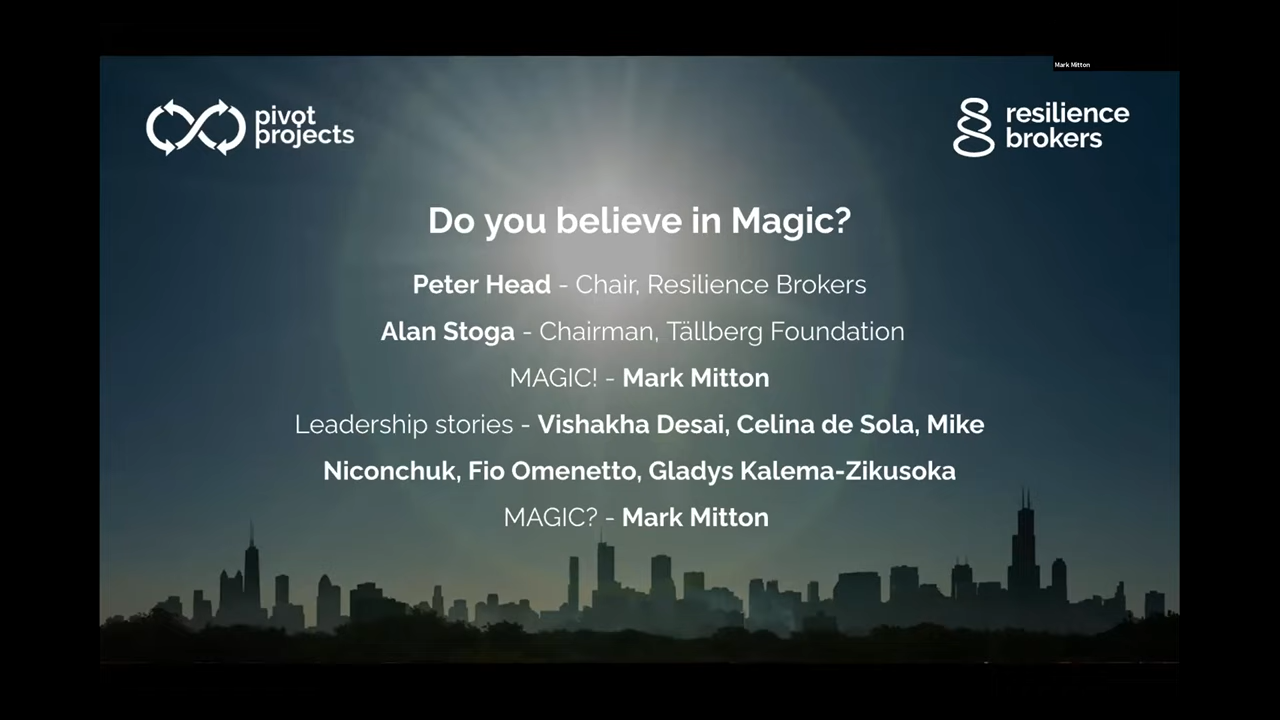 Mark Mitton
pivot
projects
resilience
brokers
Do you believe in Magic?
Peter Head - Chair, Resilience Brokers
Alan Stoga - Chairman, Tällberg Foundation
MAGIC! - Mark Mitton
Leadership stories - Vishakha Desai, Celina de Sola, Mike
Niconchuk, Fio Omenetto, Gladys Kalema-Zikusoka
MAGIC? - Mark Mitton